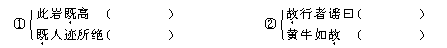 ① 此岩既高 （　　　　）
既人迹所绝（　　　　）
② 故行者谣曰（　　　　）
黄牛如故 （　　　　）